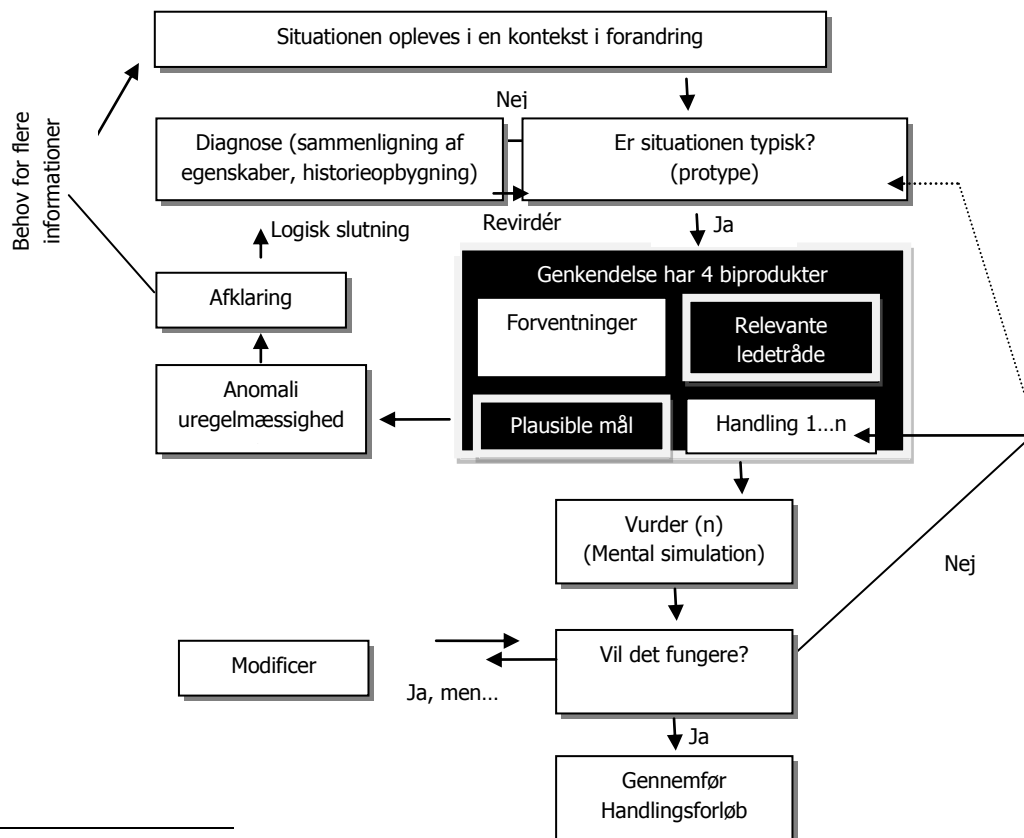 Situationen opleves i en kontekst i forandring
Behov for flere
informationer
Nej
Diagnose (sammenligning af
egenskaber, historieopbygning)
Er situationen typisk?
(protype)
Revirdér
Ja
Logisk slutning
Afklaring
Anomali
uregelmæssighed
Genkendelse har 4 biprodukter
Forventninger
Relevante
ledetråde
Plausible mål
Handling 1...n
Vurder (n)
(Mental simulation)
Nej
Vil det fungere?
Modificer
Ja, men...
Ja
Gennemfør
Handlingsforløb